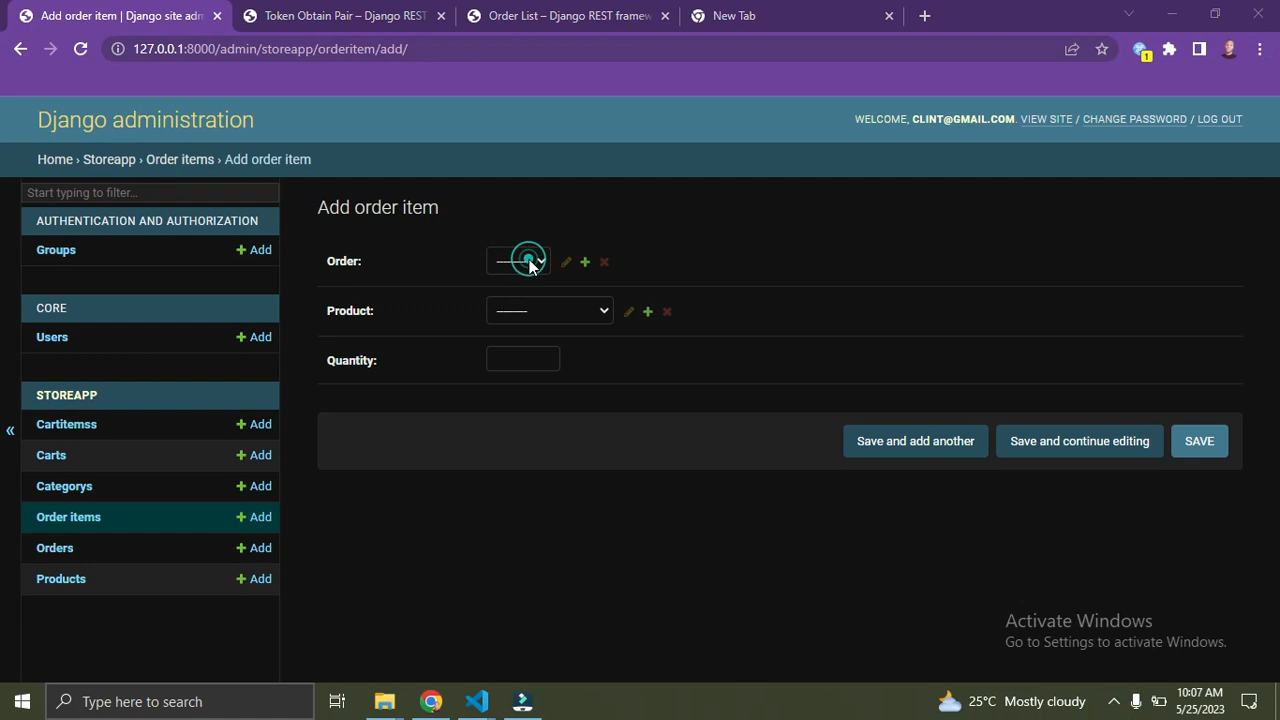 Add order item | Django site adm
Token Obtain Pair – Django REST
Order List – Django REST framew
New Tab
127.0.0.1:8000/admin/storeapp/orderitem/add/
1
Django administration
WELCOME, CLINT@GMAIL.COM. VIEW SITE / CHANGE PASSWORD / LOG OUT
Home › Storeapp › Order items › Add order item
Start typing to filter...
AUTHENTICATION AND AUTHORIZATION
Groups + Add
CORE
Users + Add
STOREAPP
Cartitemss + Add
Carts + Add
Categorys + Add
Order items + Add
Orders + Add
Products + Add
«
Add order item
Order: ---------
Product: ---------
Quantity:
Save and add another
Save and continue editing
SAVE
Activate Windows
Go to Settings to activate Windows.
Type here to search
25°C Mostly cloudy
10:07 AM
5/25/2023